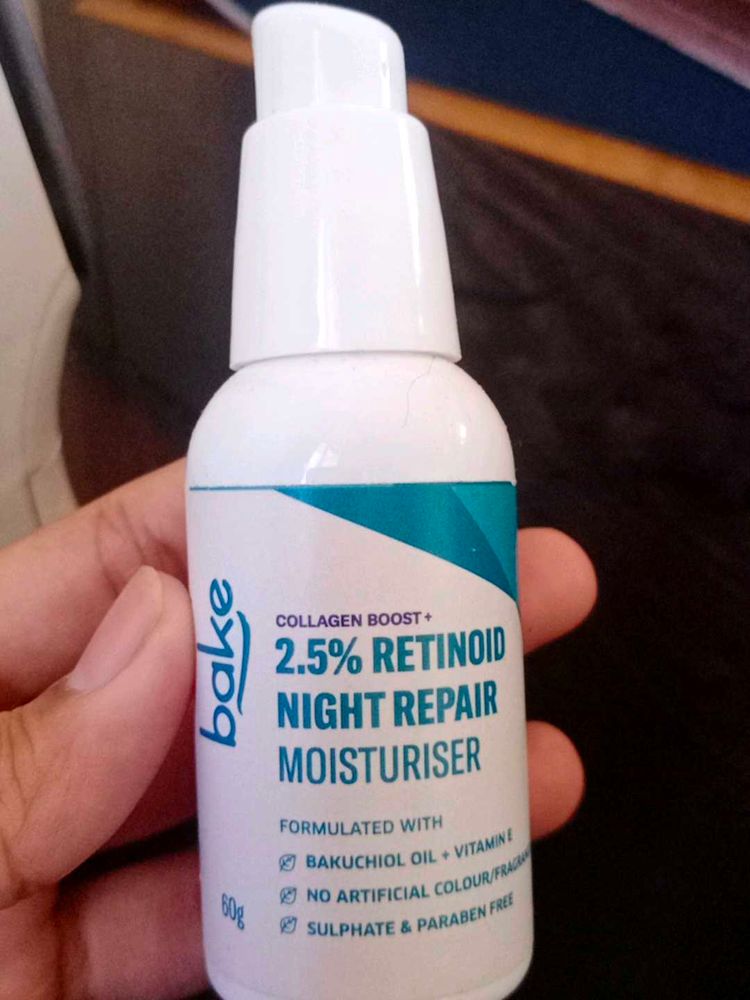 bake
COLLAGEN BOOST+
2.5% RETINOID
NIGHT REPAIR
MOISTURISER
FORMULATED WITH
BAKUCHIOL OIL + VITAMIN E
NO ARTIFICIAL COLOUR/
SULPHATE & PARABEN FREE
60g